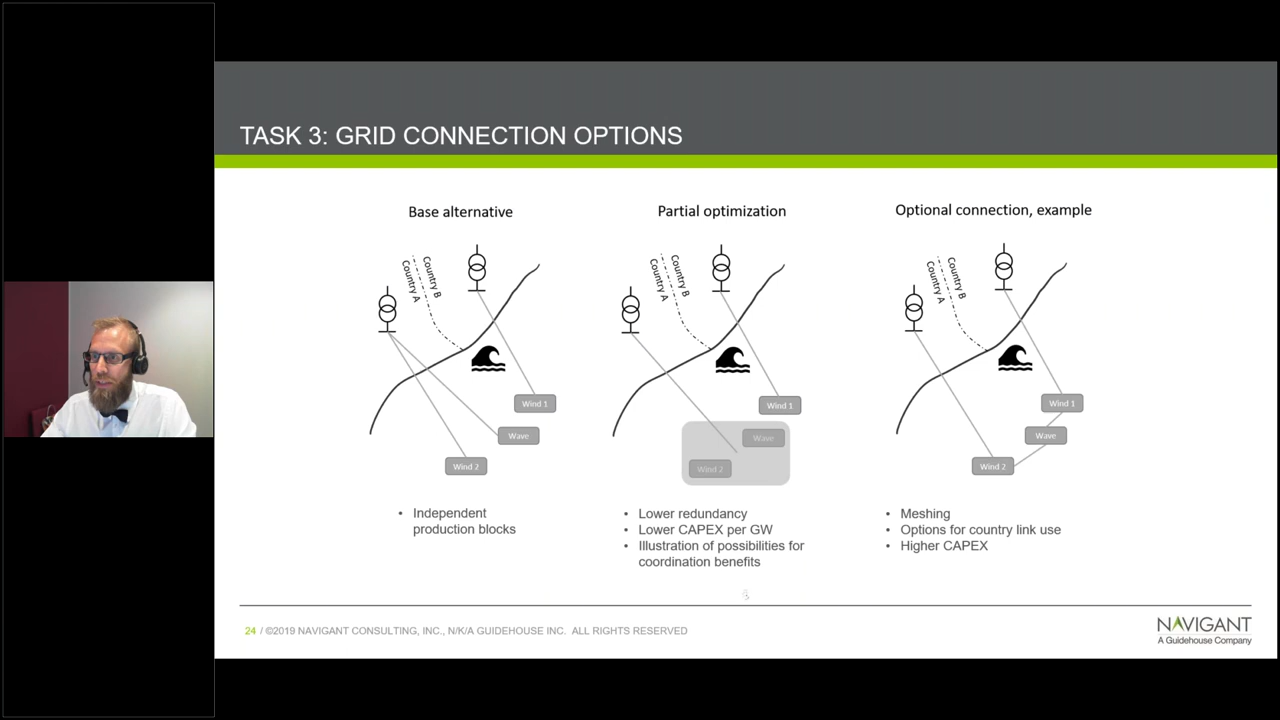 TASK 3: GRID CONNECTION OPTIONS
Base alternative
Country A
Country B
Wind 1
Wave
Wind 2
• Independent
production blocks
Partial optimization
Country A
Country B
Wind 1
Wave
Wind 2
• Lower redundancy
• Lower CAPEX per GW
• Illustration of possibilities for
coordination benefits
Optional connection, example
Country A
Country B
Wind 1
Wave
Wind 2
• Meshing
• Options for country link use
• Higher CAPEX
24 / ©2019 NAVIGANT CONSULTING, INC., N/K/A GUIDEHOUSE INC. ALL RIGHTS RESERVED
NAVIGANT
A Guidehouse Company